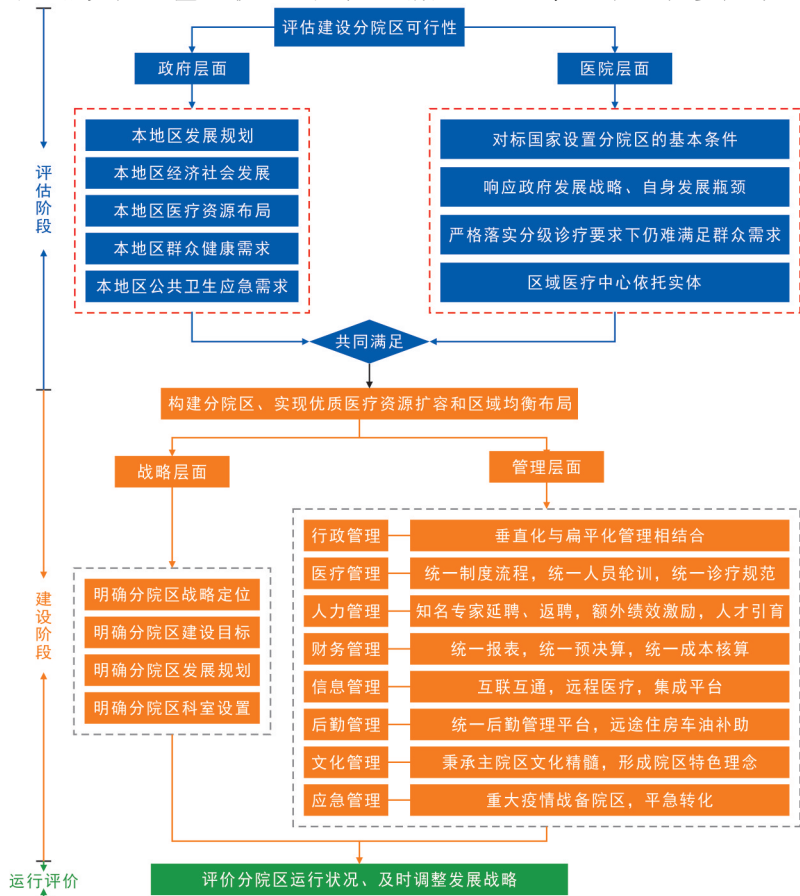 评估建设分院区可行性
政府层面
医院层面
评估阶段
本地区发展规划
本地区经济社会发展
本地区医疗资源布局
本地区群众健康需求
本地区公共卫生应急需求
对标国家设置分院区的基本条件
响应政府发展战略、自身发展瓶颈
严格落实分级诊疗要求下仍难满足群众需求
区域医疗中心依托实体
共同满足
构建分院区、实现优质医疗资源扩容和区域均衡布局
战略层面
管理层面
建设阶段
明确分院区战略定位
明确分院区建设目标
明确分院区发展规划
明确分院区科室设置
行政管理 垂直化与扁平化管理相结合
医疗管理 统一制度流程，统一人员轮训，统一诊疗规范
人力管理 知名专家延聘、返聘，额外绩效激励，人才引育
财务管理 统一报表，统一预决算，统一成本核算
信息管理 互联互通，远程医疗，集成平台
后勤管理 统一后勤管理平台，远途住房车油补助
文化管理 秉承主院区文化精髓，形成院区特色理念
应急管理 重大疫情战备院区，平急转化
运行评价
评价分院区运行状况、及时调整发展战略